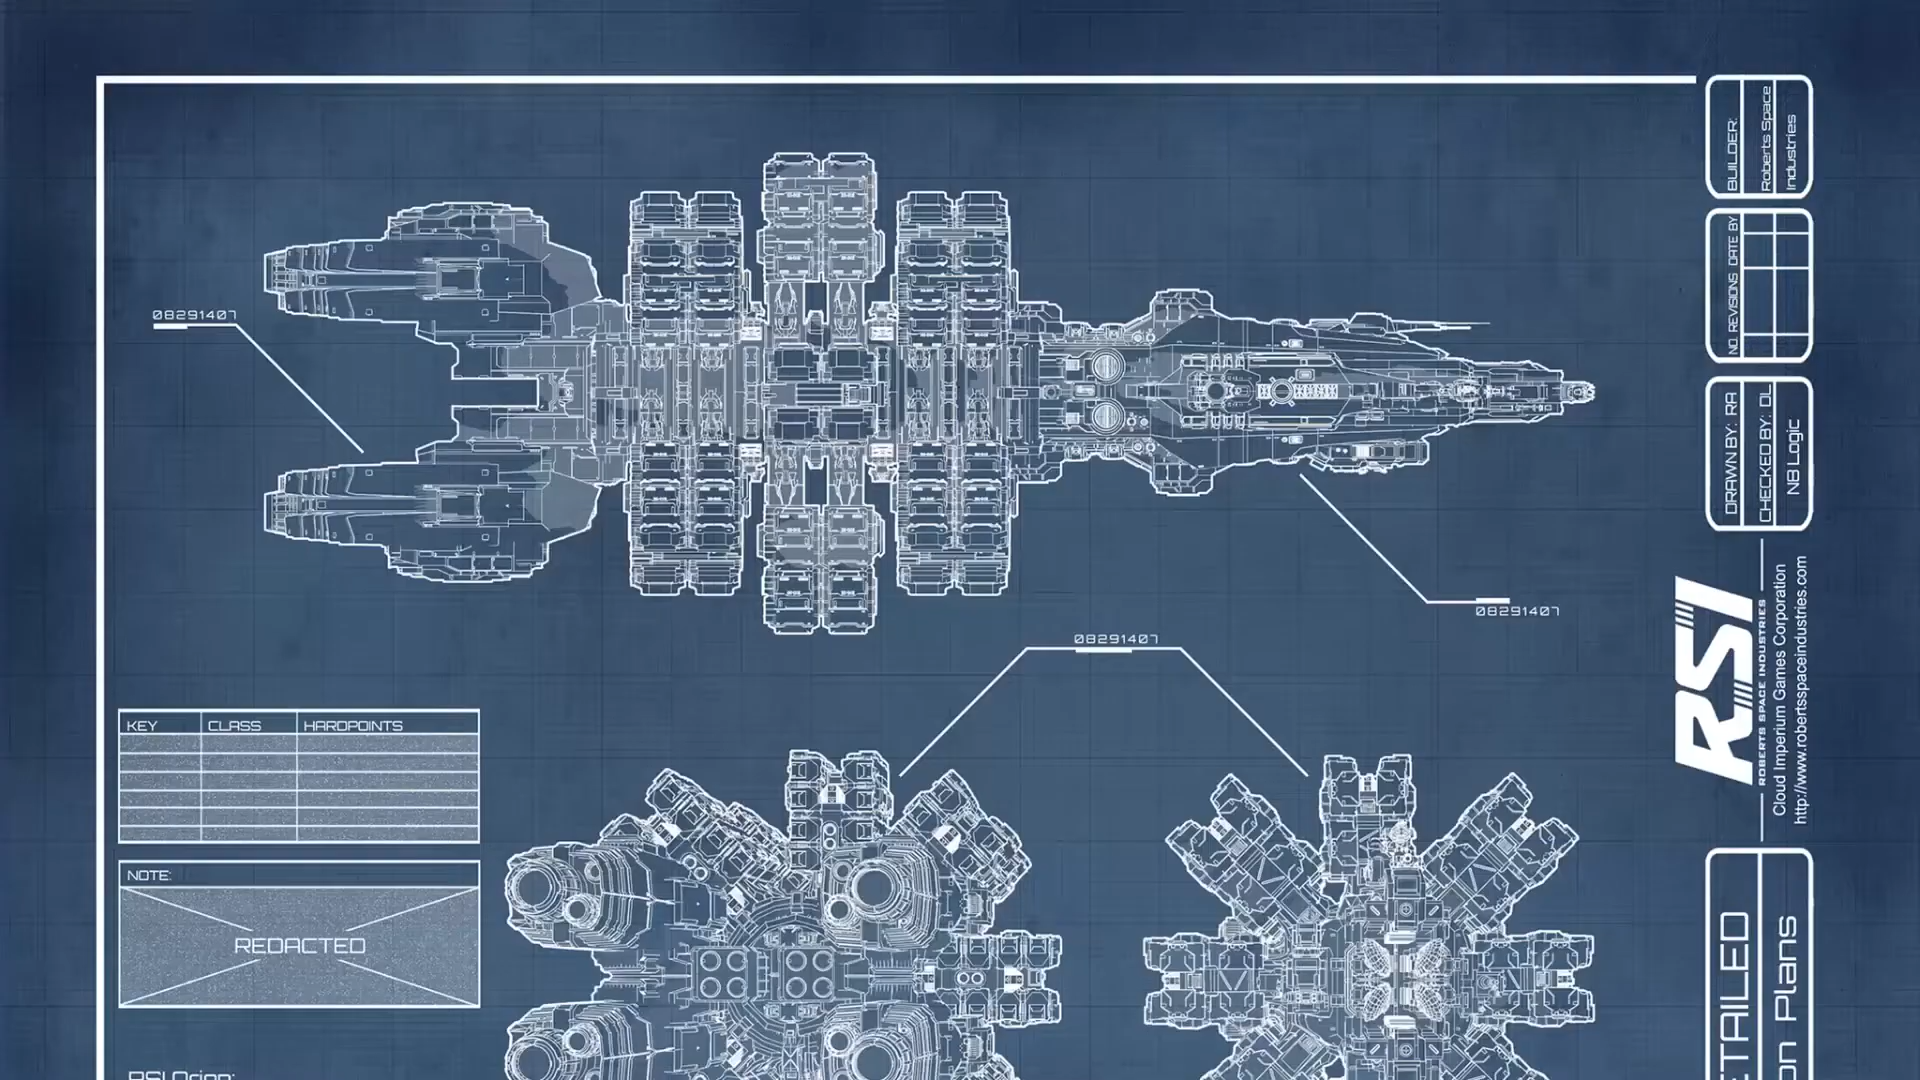 BUILDER:
Roberts Space
Industries
NO REVISIONS DATE BY
DRAWN BY: RA
CHECKED BY: DL
NB Logic
08291407
08291407
08291407
RSI
ROBERTS SPACE INDUSTRIES
Cloud Imperium Games Corporation
http://www.robertsspaceindustries.com
KEY CLASS HARDPOINTS
NOTE:
REDACTED
RSI Orion:
ETAILED
on Plans